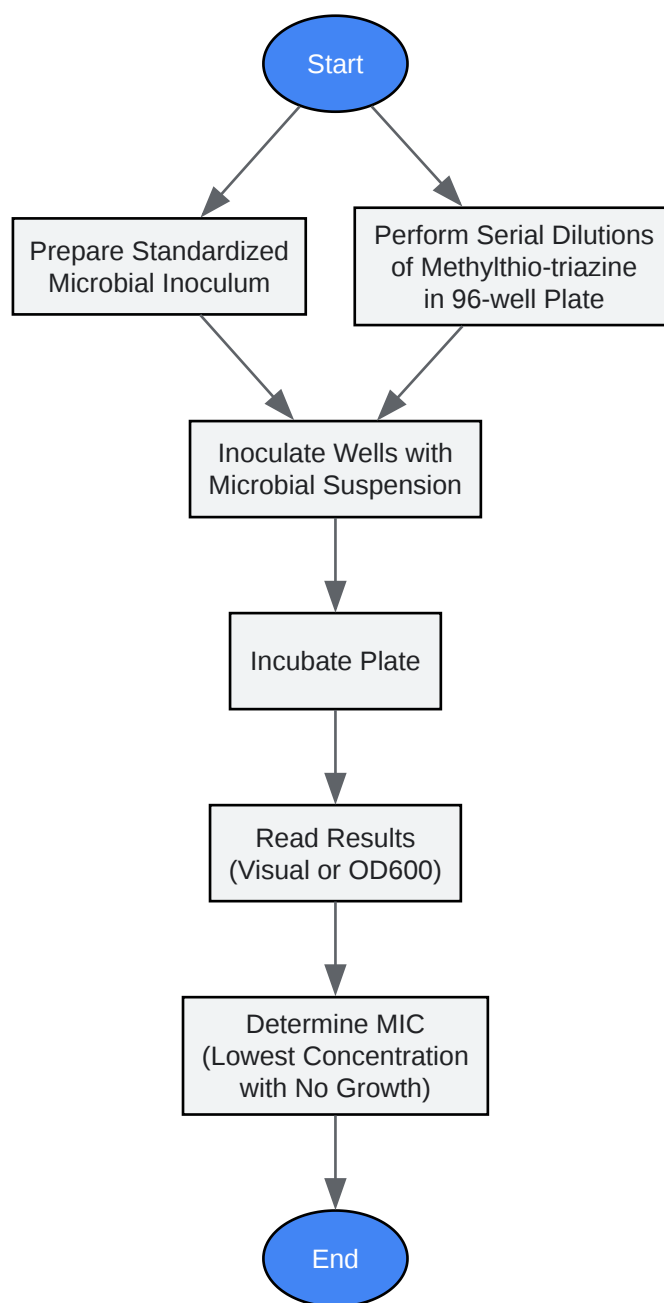 Start
Prepare Standardized
Microbial Inoculum
Perform Serial Dilutions
of Methylthio-triazine
in 96-well Plate
Inoculate Wells with
Microbial Suspension
Incubate Plate
Read Results
(Visual or OD600)
Determine MIC
(Lowest Concentration
with No Growth)
End